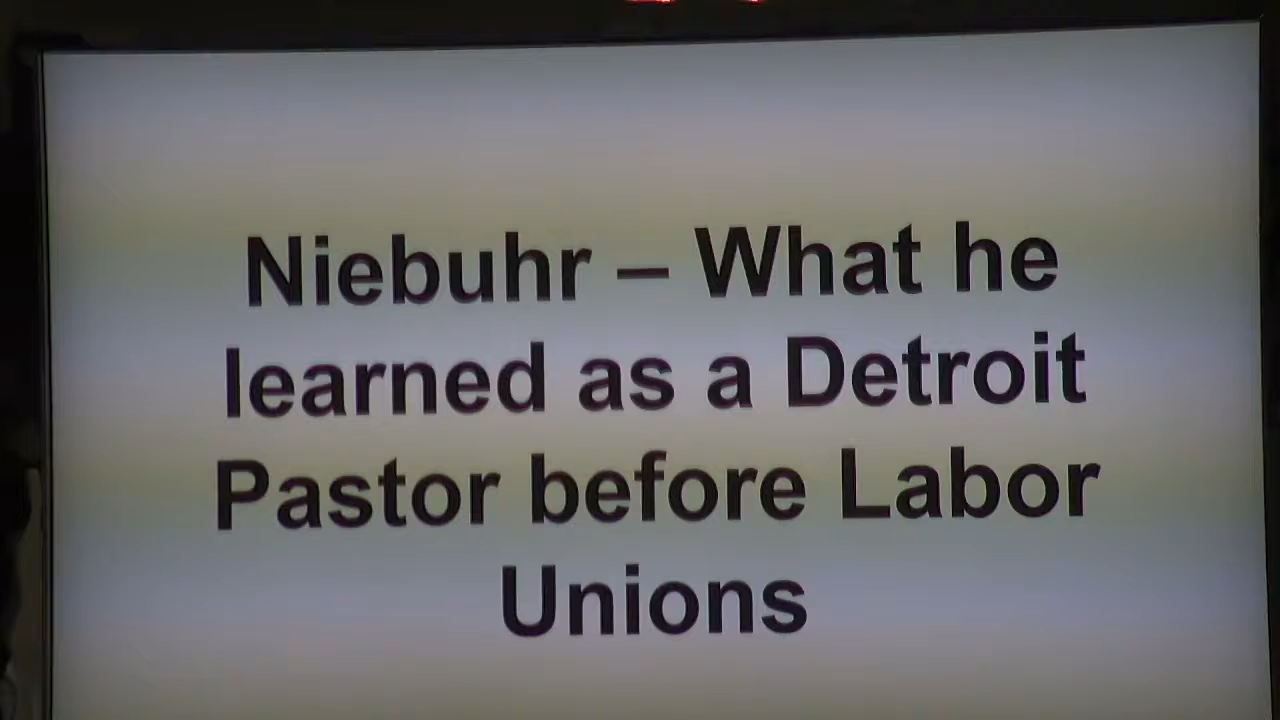 Niebuhr – What he
learned as a Detroit
Pastor before Labor
Unions